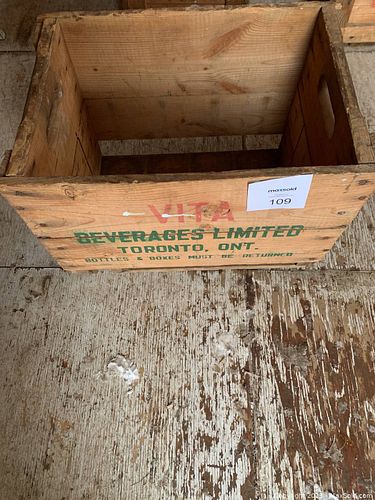 VITA
maxsold
109
BEVERAGES LIMITED
TORONTO, ONT.
BOTTLES & BOXES MUST BE RETURNED